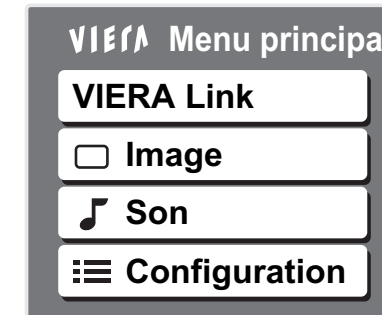 VIERA Menu principa
VIERA Link
Image
Son
Configuration